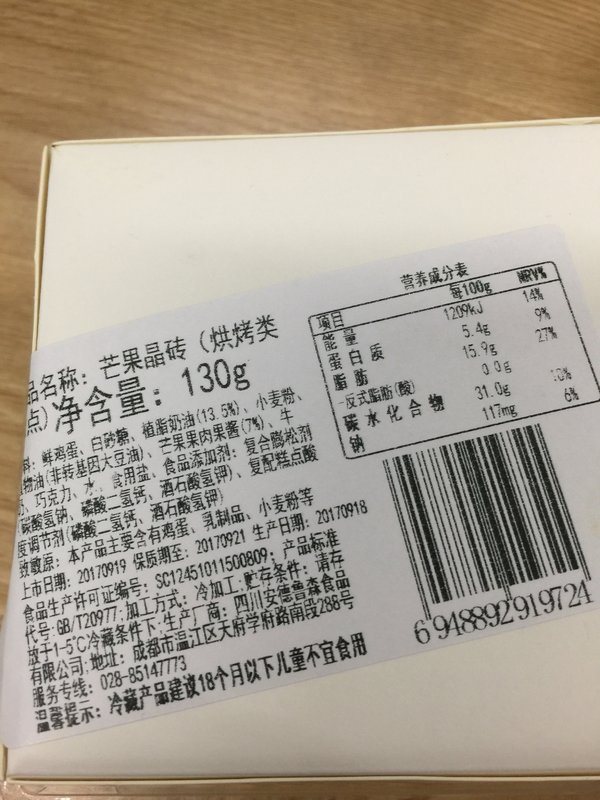 品名称：芒果晶砖（烘烤类
点）净含量：130g
料：鲜鸡蛋、白砂糖、植脂奶油(13.5%)、小麦粉、
物油(非转基因大豆油)、芒果果肉果酱(7%)、牛
、巧克力、水、食用盐、食品添加剂：复合膨松剂
碳酸氢钠、磷酸二氢钙、酒石酸氢钾)、复配糕点酸
度调节剂(磷酸二氢钙、酒石酸氢钾)
致敏原：本产品主要含有鸡蛋、乳制品、小麦粉等
上市日期：20170919 保质期至：20170921 生产日期：20170918
食品生产许可证编号：SC12451011500809；产品标准
代号：GB/T20977；加工方式：冷加工；贮存条件：请存
放于1-5℃冷藏条件下；生产厂商：四川安德鲁森食品
有限公司；地址：成都市温江区天府学府路南段288号
服务专线：028-85147773
温馨提示：冷藏产品建议18个月以下儿童不宜食用
营养成分表
项目 每100g NRV%
能量 1209kJ 14%
蛋白质 5.4g 9%
脂肪 15.9g 27%
-反式脂肪(酸) 0.0g
碳水化合物 31.0g 10%
钠 117mg 6%
6948892919724